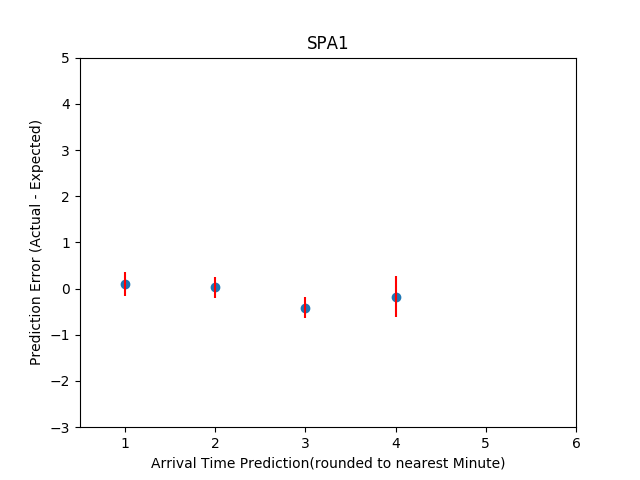 SPA1
5
4
3
2
1
0
−1
−2
−3
Prediction Error (Actual - Expected)
1 2 3 4 5 6
Arrival Time Prediction(rounded to nearest Minute)